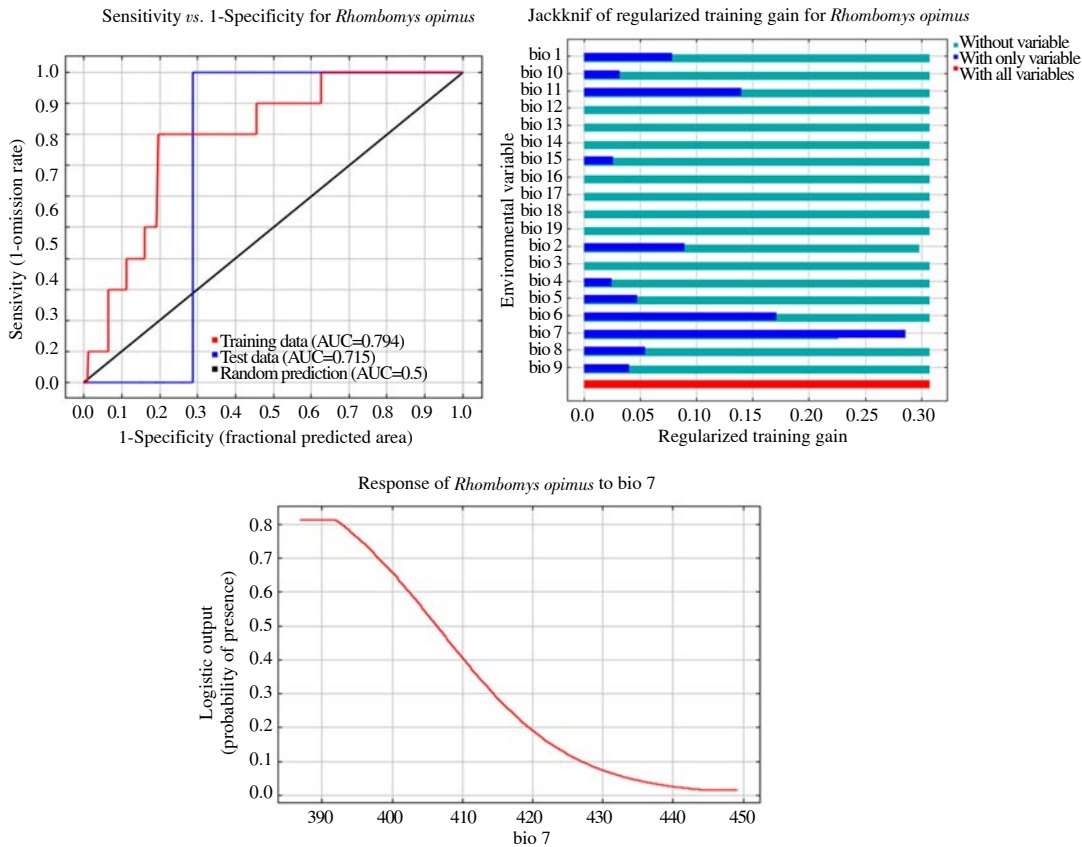 Sensitivity vs. 1-Specificity for Rhombomys opimus
1.0
0.9
0.8
0.7
0.6
0.5
0.4
0.3
0.2
0.0
Sensivity (1-omission rate)
Training data (AUC=0.794)
Test data (AUC=0.715)
Random prediction (AUC=0.5)
0.0 0.1 0.2 0.3 0.4 0.5 0.6 0.7 0.8 0.9 1.0
1-Specificity (fractional predicted area)
Jackknif of regularized training gain for Rhombomys opimus
Without variable
With only variable
With all variables
Environmental variable
bio 1
bio 10
bio 11
bio 12
bio 13
bio 14
bio 15
bio 16
bio 17
bio 18
bio 19
bio 2
bio 3
bio 4
bio 5
bio 6
bio 7
bio 8
bio 9
0.0 0.05 0.10 0.15 0.20 0.25 0.30
Regularized training gain
Response of Rhombomys opimus to bio 7
Logistic output
(probability of presence)
0.8
0.7
0.6
0.5
0.4
0.3
0.2
0.1
0.0
390 400 410 420 430 440 450
bio 7